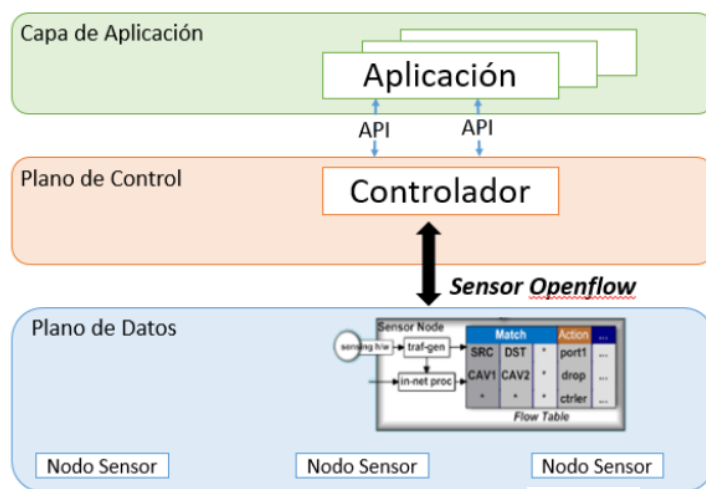 Capa de Aplicación
Aplicación
API API
Plano de Control
Controlador
Sensor Openflow
Plano de Datos
Sensor Node
sensing h/w traf-gen
in-net proc
Match Action ...
SRC DST * port1 ...
CAV1 CAV2 * drop ...
* * * ctrler ...
Flow Table
Nodo Sensor Nodo Sensor Nodo Sensor